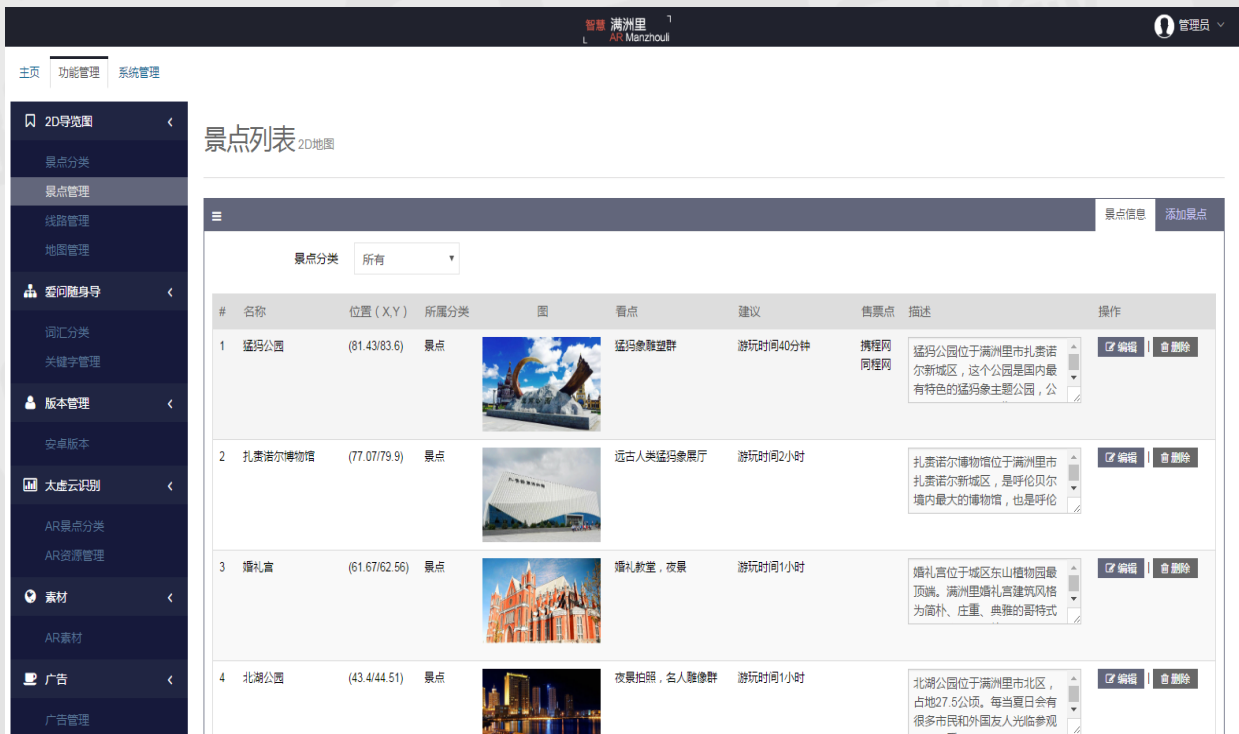 智慧 满洲里
AR Manzhouli
管理员
主页 功能管理 系统管理
2D导览图
景点分类
景点管理
线路管理
地图管理
爱问随身导
词汇分类
关键字管理
版本管理
安卓版本
太虚云识别
AR景点分类
AR资源管理
素材
AR素材
广告
广告管理
景点列表 2D地图
景点信息 添加景点
景点分类 所有
# 名称 位置 ( X,Y ) 所属分类 图 看点 建议 售票点 描述 操作
1 猛犸公园 (81.43/83.6) 景点 猛犸象雕塑群 游玩时间40分钟 携程网
同程网
猛犸公园位于满洲里市扎赉诺
尔新城区，这个公园是国内最
有特色的猛犸象主题公园，公
编辑 | 删除
2 扎赉诺尔博物馆 (77.07/79.9) 景点 远古人类猛犸象展厅 游玩时间2小时
扎赉诺尔博物馆位于满洲里市
扎赉诺尔新城区，是呼伦贝尔
境内最大的博物馆，也是呼伦
编辑 | 删除
3 婚礼宫 (61.67/62.56) 景点 婚礼教堂，夜景 游玩时间1小时
婚礼宫位于城区东山植物园最
顶端。满洲里婚礼宫建筑风格
为简朴、庄重、典雅的哥特式
编辑 | 删除
4 北湖公园 (43.4/44.51) 景点 夜景拍照，名人雕像群 游玩时间1小时
北湖公园位于满洲里市北区，
占地27.5公顷。每当夏日会有
很多市民和外国友人光临参观
编辑 | 删除